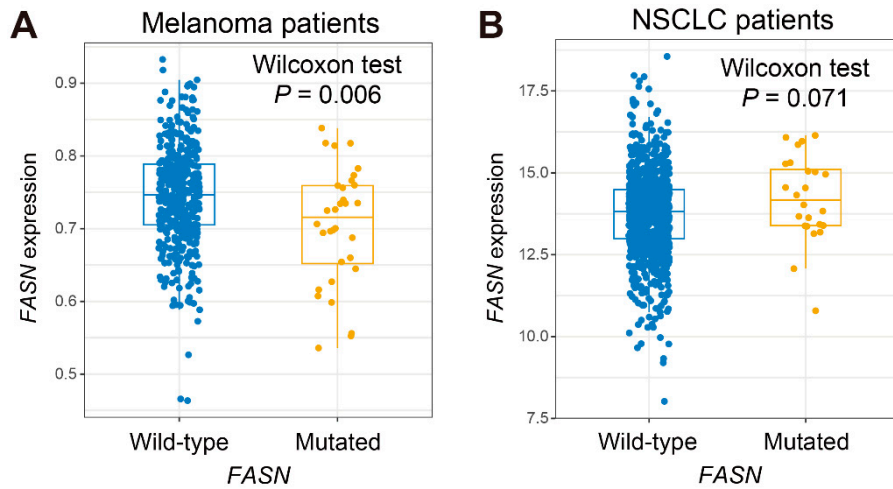 A
Melanoma patients
Wilcoxon test
P = 0.006
0.9
0.8
0.7
0.6
0.5
FASN expression
Wild-type
Mutated
FASN
B
NSCLC patients
Wilcoxon test
P = 0.071
17.5
15.0
12.5
10.0
7.5
FASN expression
Wild-type
Mutated
FASN